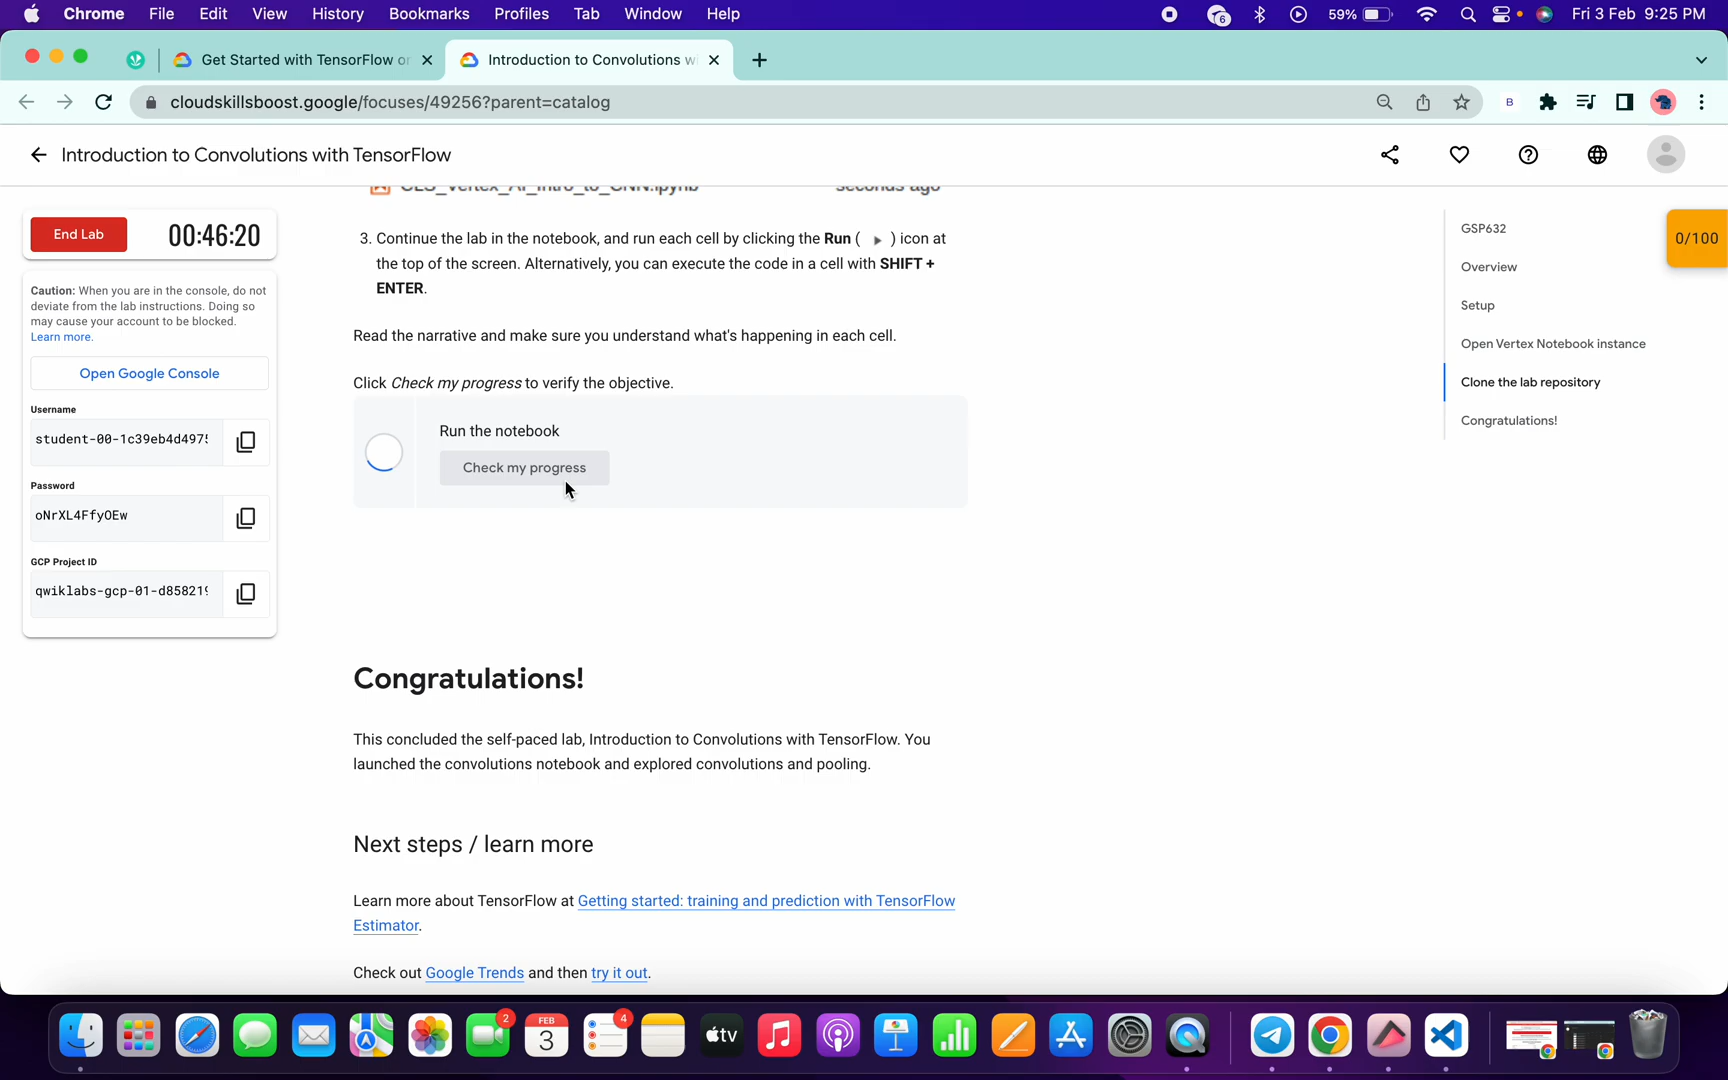 Chrome File Edit View History Bookmarks Profiles Tab Window Help 6 59% Fri 3 Feb 9:25 PM
Get Started with TensorFlow or Introduction to Convolutions wi
cloudskillsboost.google/focuses/49256?parent=catalog B
Introduction to Convolutions with TensorFlow
CLS_Vertex_AI_Intro_to_CNN.ipynb seconds ago
End Lab 00:46:20
Caution: When you are in the console, do not
deviate from the lab instructions. Doing so
may cause your account to be blocked.
Learn more.
Open Google Console
Username
student-00-1c39eb4d4975
Password
oNrXL4FfyOEw
GCP Project ID
qwiklabs-gcp-01-d858219
3. Continue the lab in the notebook, and run each cell by clicking the Run ( ) icon at
the top of the screen. Alternatively, you can execute the code in a cell with SHIFT +
ENTER.
Read the narrative and make sure you understand what's happening in each cell.
Click Check my progress to verify the objective.
Run the notebook
Check my progress
Congratulations!
This concluded the self-paced lab, Introduction to Convolutions with TensorFlow. You
launched the convolutions notebook and explored convolutions and pooling.
Next steps / learn more
Learn more about TensorFlow at Getting started: training and prediction with TensorFlow
Estimator.
Check out Google Trends and then try it out.
GSP632
Overview
Setup
Open Vertex Notebook instance
Clone the lab repository
Congratulations!
0/100
2
FEB
3
4
tv